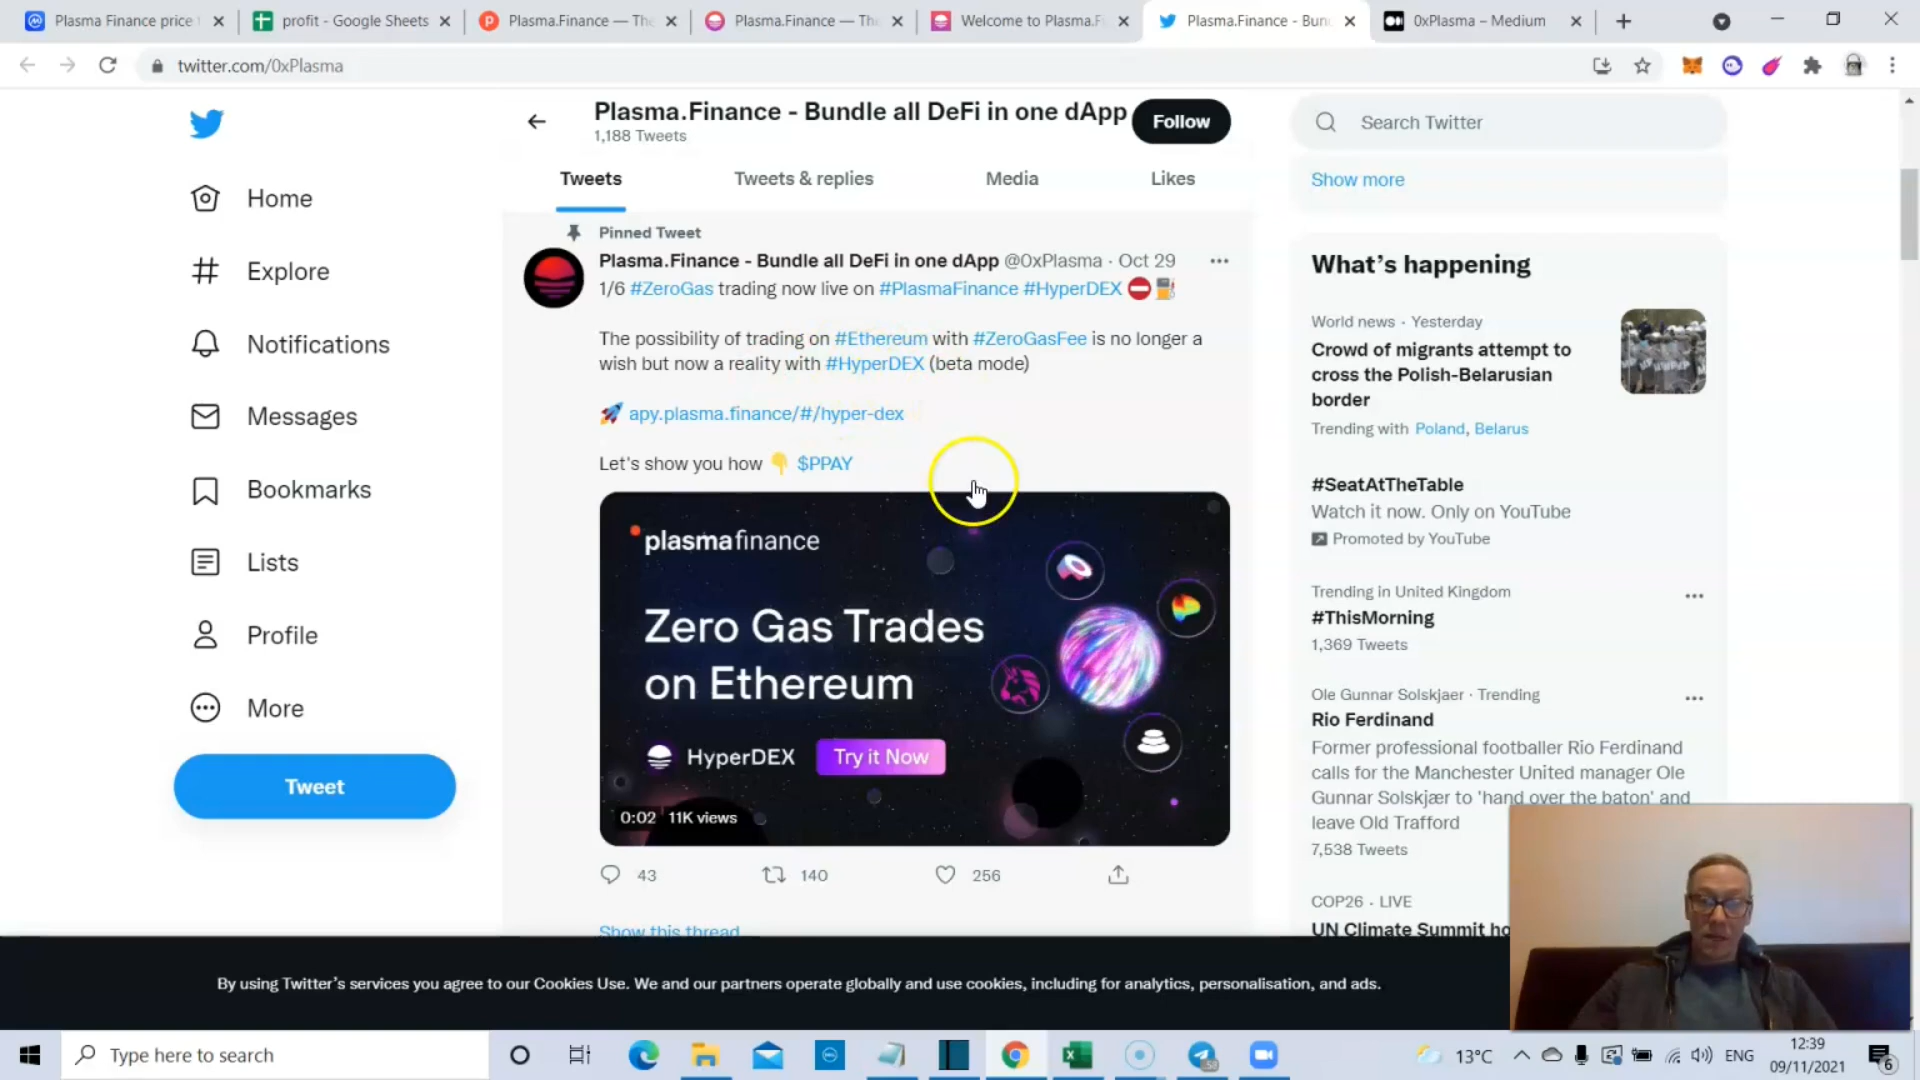 Plasma Finance price
profit - Google Sheets
Plasma.Finance — The
Plasma.Finance — The
Welcome to Plasma.F
Plasma.Finance - Bun
0xPlasma – Medium
twitter.com/0xPlasma
Plasma.Finance - Bundle all DeFi in one dApp
1,188 Tweets
Follow
Search Twitter
Home
Explore
Notifications
Messages
Bookmarks
Lists
Profile
More
Tweet
Tweets
Tweets & replies
Media
Likes
Pinned Tweet
Plasma.Finance - Bundle all DeFi in one dApp @0xPlasma · Oct 29
1/6 #ZeroGas trading now live on #PlasmaFinance #HyperDEX ⛔⛽
The possibility of trading on #Ethereum with #ZeroGasFee is no longer a
wish but now a reality with #HyperDEX (beta mode)
🚀 apy.plasma.finance/#/hyper-dex
Let's show you how 👇 $PPAY
plasmafinance
Zero Gas Trades
on Ethereum
HyperDEX
Try it Now
0:02 11K views
43
140
256
Show this thread
Show more
What's happening
World news · Yesterday
Crowd of migrants attempt to
cross the Polish-Belarusian
border
Trending with Poland, Belarus
#SeatAtTheTable
Watch it now. Only on YouTube
Promoted by YouTube
Trending in United Kingdom
#ThisMorning
1,369 Tweets
Ole Gunnar Solskjaer · Trending
Rio Ferdinand
Former professional footballer Rio Ferdinand
calls for the Manchester United manager Ole
Gunnar Solskjær to 'hand over the baton' and
leave Old Trafford
7,538 Tweets
COP26 · LIVE
UN Climate Summit ho
By using Twitter's services you agree to our Cookies Use. We and our partners operate globally and use cookies, including for analytics, personalisation, and ads.
Type here to search
13°C
ENG
12:39
09/11/2021
6